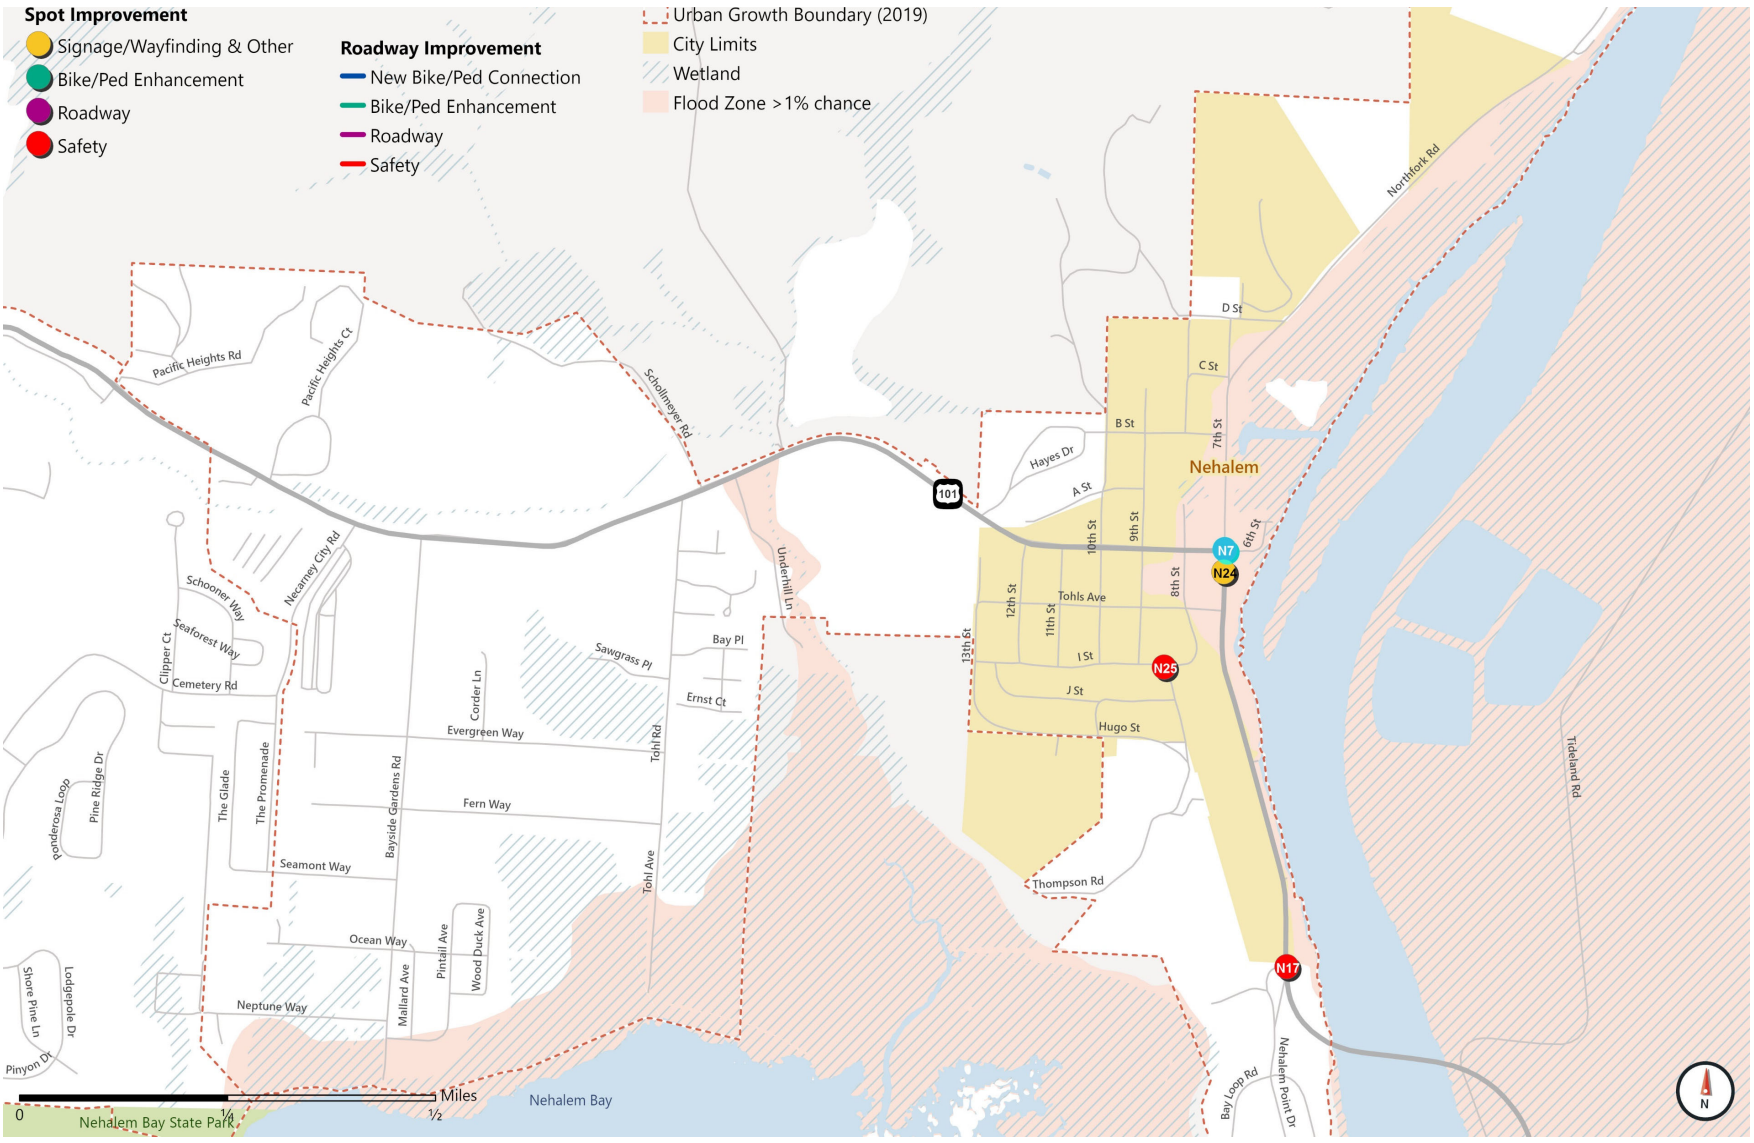 Spot Improvement
Signage/Wayfinding & Other
Bike/Ped Enhancement
Roadway
Safety
Roadway Improvement
New Bike/Ped Connection
Bike/Ped Enhancement
Roadway
Safety
Urban Growth Boundary (2019)
City Limits
Wetland
Flood Zone >1% chance
Northfork Rd
D St
C St
7th St
B St
Nehalem
Hayes Dr
A St
101
10th St
9th St
6th St
N7
N24
8th St
Tohls Ave
12th St
11th St
13th St
I St
N25
J St
Hugo St
Tideland Rd
Thompson Rd
N17
Nehalem Point Dr
Bay Loop Rd
Pacific Heights Rd
Pacific Heights Ct
Schollmeyer Rd
Underhill Ln
Necarney City Rd
Schooner Way
Seaforest Way
Clipper Ct
Cemetery Rd
Sawgrass Pl
Bay Pl
Ernst Ct
Corder Ln
Evergreen Way
Tohl Rd
The Glade
The Promenade
Bayside Gardens Rd
Fern Way
Ponderosa Loop
Pine Ridge Dr
Seamont Way
Tohl Ave
Ocean Way
Pintail Ave
Wood Duck Ave
Mallard Ave
Neptune Way
Shore Pine Ln
Lodgepole Dr
Pinyon Dr
Miles
0
¼
½
Nehalem Bay State Park
Nehalem Bay
N